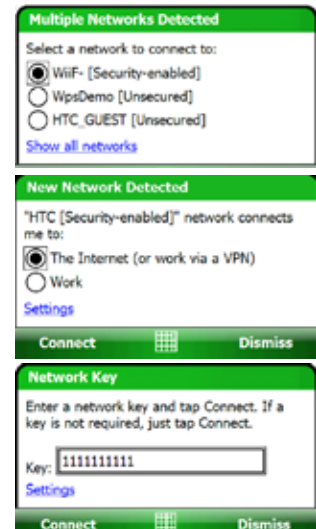 Multiple Networks Detected
Select a network to connect to:
WiiF- [Security-enabled]
WpsDemo [Unsecured]
HTC_GUEST [Unsecured]
Show all networks
New Network Detected
"HTC [Security-enabled]" network connects
me to:
The Internet (or work via a VPN)
Work
Settings
Connect Dismiss
Network Key
Enter a network key and tap Connect. If a
key is not required, just tap Connect.
Key: 1111111111
Settings
Connect Dismiss